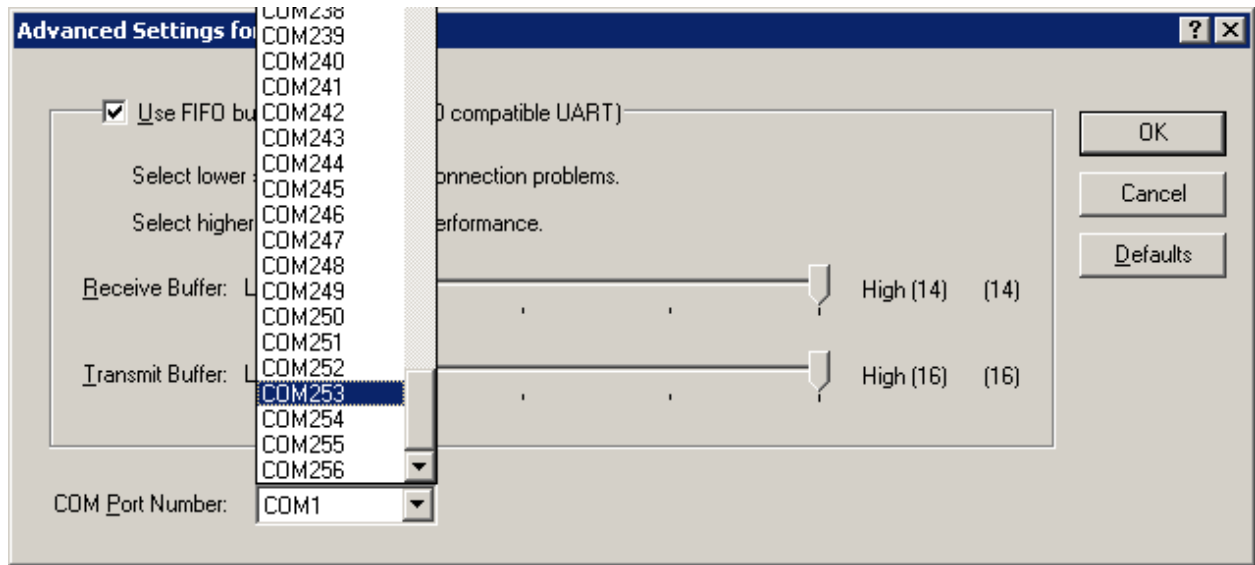 Advanced Settings fo
? X
Use FIFO bu
compatible UART)
OK
Select lower
onnection problems.
Cancel
Select higher
erformance.
Defaults
Receive Buffer: L
High (14) (14)
Transmit Buffer: L
High (16) (16)
COM238
COM239
COM240
COM241
COM242
COM243
COM244
COM245
COM246
COM247
COM248
COM249
COM250
COM251
COM252
COM253
COM254
COM255
COM256
COM Port Number: COM1